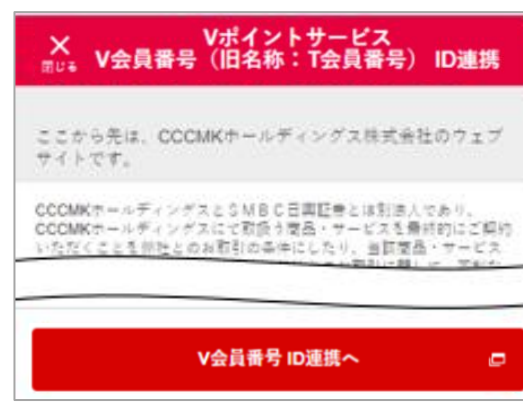 Vポイントサービス
V会員番号（旧名称：T会員番号） ID連携
閉じる
ここから先は、CCCMKホールディングス株式会社のウェブ
サイトです。
CCCMKホールディングスとSMBC日興証券とは別法人であり、
CCCMKホールディングスにて取扱う商品・サービスを最終的にご契約
いただくことを弊社とのお取引の条件にしたり、当該商品・サービス
V会員番号 ID連携へ